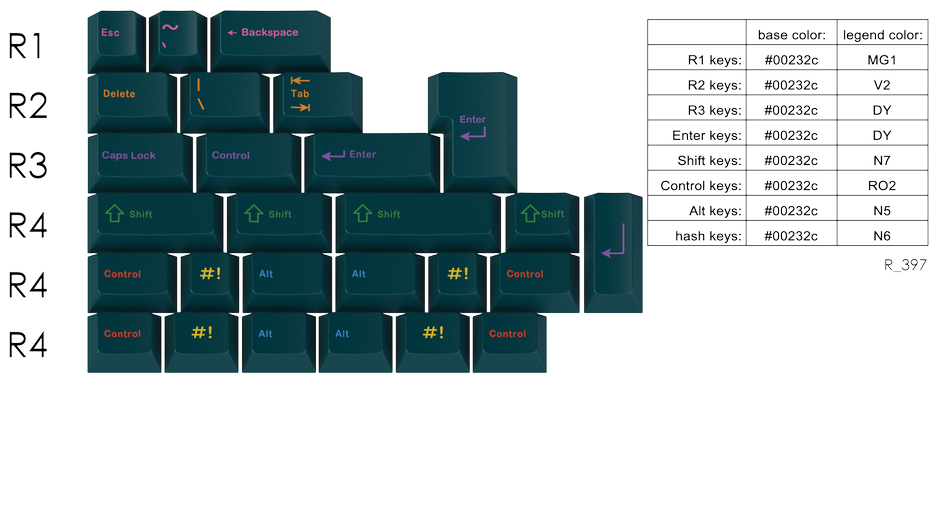 R1 Esc ~ ` ← Backspace
R2 Delete | \ Tab
Enter
R3 Caps Lock Control Enter
R4 Shift Shift Shift Shift
R4 Control #! Alt Alt #! Control
R4 Control #! Alt Alt #! Control
base color: legend color:
R1 keys: #00232c MG1
R2 keys: #00232c V2
R3 keys: #00232c DY
Enter keys: #00232c DY
Shift keys: #00232c N7
Control keys: #00232c RO2
Alt keys: #00232c N5
hash keys: #00232c N6
R_397